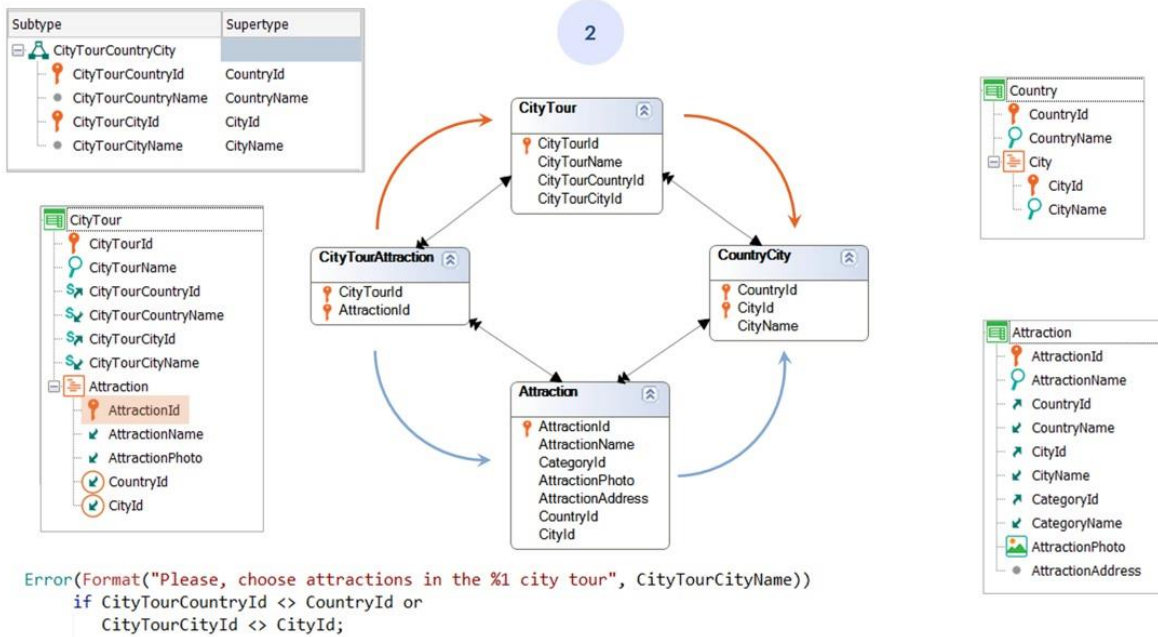 Subtype Supertype
CityTourCountryCity
CityTourCountryId CountryId
CityTourCountryName CountryName
CityTourCityId CityId
CityTourCityName CityName
2
CityTour
CityTourId
CityTourName
CityTourCountryId
CityTourCityId
Country
CountryId
CountryName
City
CityId
CityName
CityTour
CityTourId
CityTourName
CityTourCountryId
CityTourCountryName
CityTourCityId
CityTourCityName
Attraction
AttractionId
AttractionName
AttractionPhoto
CountryId
CityId
CityTourAttraction
CityTourId
AttractionId
CountryCity
CountryId
CityId
CityName
Attraction
AttractionId
AttractionName
CategoryId
AttractionPhoto
AttractionAddress
CountryId
CityId
Attraction
AttractionId
AttractionName
CountryId
CountryName
CityId
CityName
CategoryId
CategoryName
AttractionPhoto
AttractionAddress
Error(Format("Please, choose attractions in the %1 city tour", CityTourCityName))
if CityTourCountryId <> CountryId or
CityTourCityId <> CityId;